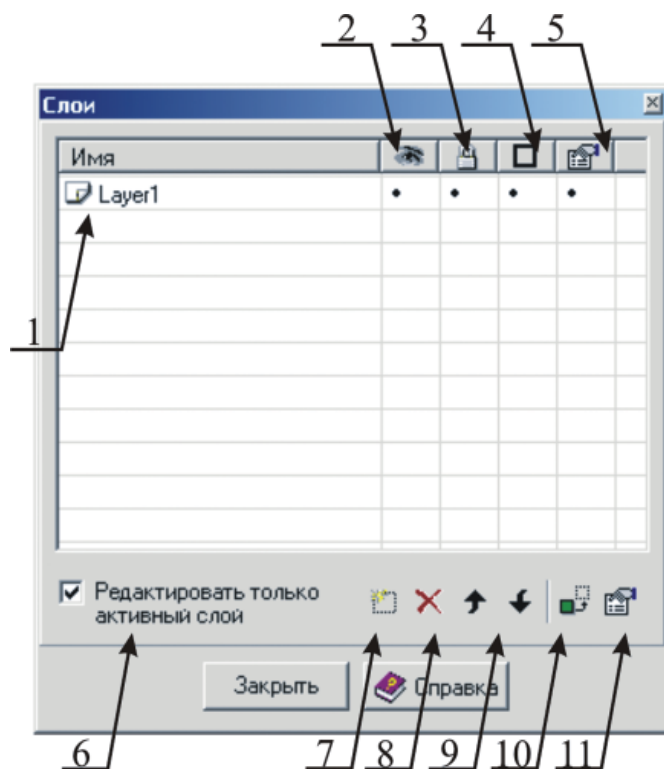 2 3 4 5
Слои
Имя
Layer1
1
Редактировать только
активный слой
Закрыть
Справка
6 7 8 9 10 11